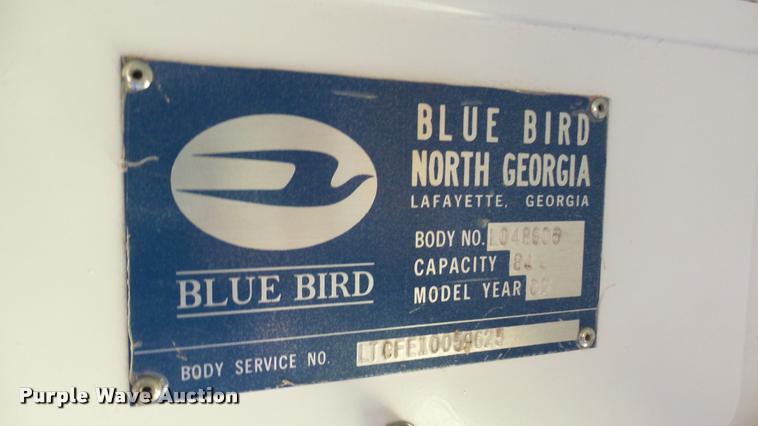 BLUE BIRD
NORTH GEORGIA
LAFAYETTE, GEORGIA
BODY NO.
CAPACITY
MODEL YEAR
BLUE BIRD
BODY SERVICE NO.
Purple Wave Auction